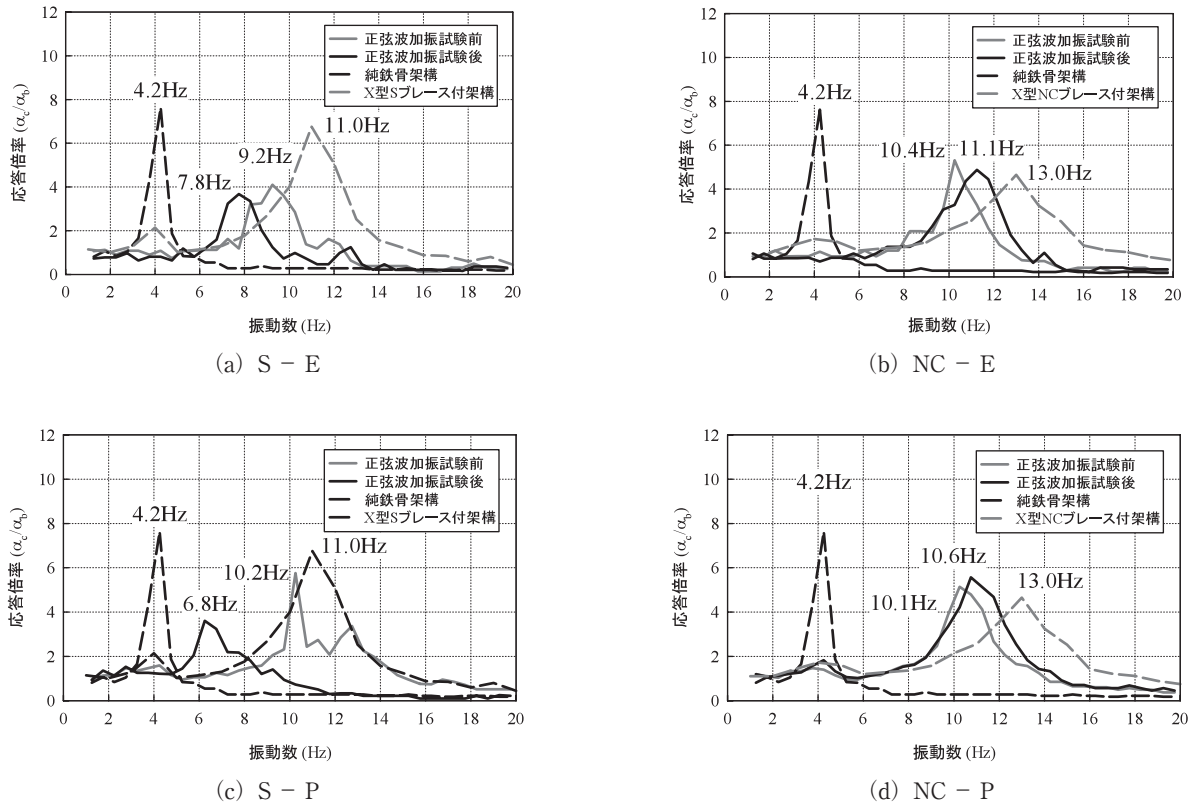 12
10
8
6
4
2
0
応答倍率 (αc/αb)
正弦波加振試験前
正弦波加振試験後
純鉄骨架構
X型Sブレース付架構
4.2Hz
7.8Hz
9.2Hz
11.0Hz
0 2 4 6 8 10 12 14 16 18 20
振動数 (Hz)
(a) S − E
12
10
8
6
4
2
0
応答倍率 (αc/αb)
正弦波加振試験前
正弦波加振試験後
純鉄骨架構
X型NCブレース付架構
4.2Hz
10.4Hz
11.1Hz
13.0Hz
0 2 4 6 8 10 12 14 16 18 20
振動数 (Hz)
(b) NC − E
12
10
8
6
4
2
0
応答倍率 (αc/αb)
正弦波加振試験前
正弦波加振試験後
純鉄骨架構
X型Sブレース付架構
4.2Hz
6.8Hz
10.2Hz
11.0Hz
0 2 4 6 8 10 12 14 16 18 20
振動数 (Hz)
(c) S − P
12
10
8
6
4
2
0
応答倍率 (αc/αb)
正弦波加振試験前
正弦波加振試験後
純鉄骨架構
X型NCブレース付架構
4.2Hz
10.1Hz
10.6Hz
13.0Hz
0 2 4 6 8 10 12 14 16 18 20
振動数 (Hz)
(d) NC − P